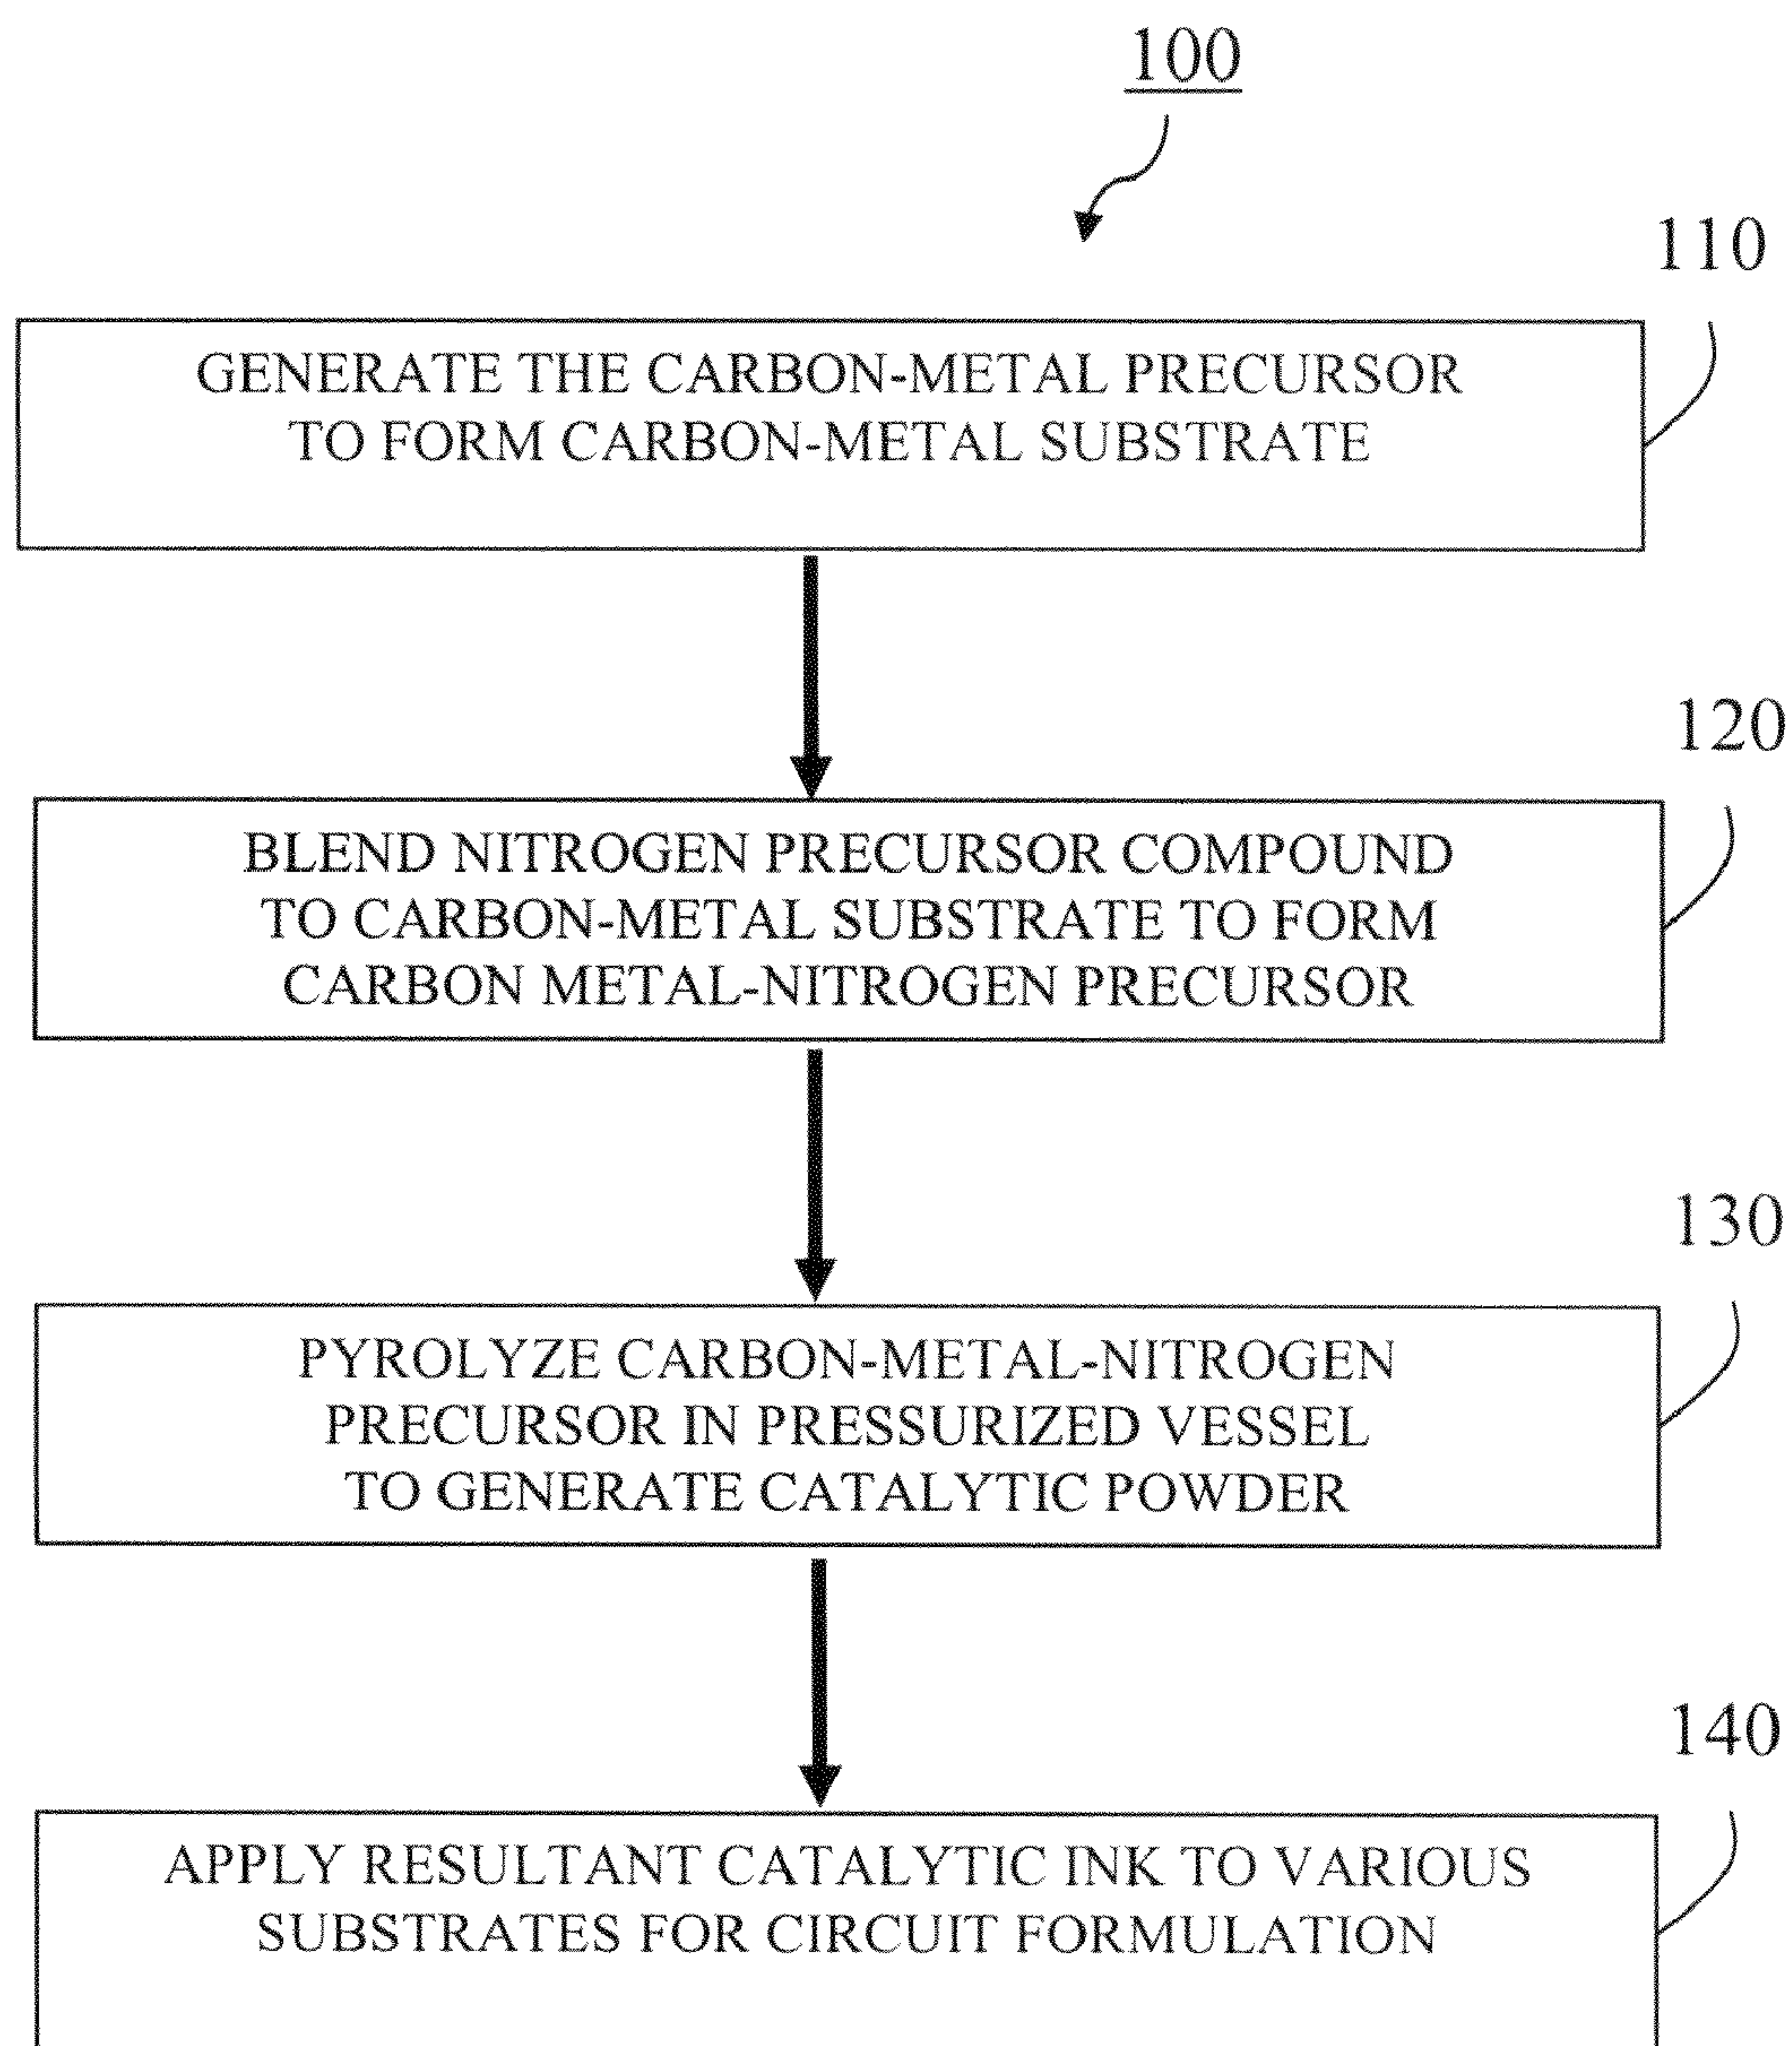 100
110
GENERATE THE CARBON-METAL PRECURSOR
TO FORM CARBON-METAL SUBSTRATE
120
BLEND NITROGEN PRECURSOR COMPOUND
TO CARBON-METAL SUBSTRATE TO FORM
CARBON METAL-NITROGEN PRECURSOR
130
PYROLYZE CARBON-METAL-NITROGEN
PRECURSOR IN PRESSURIZED VESSEL
TO GENERATE CATALYTIC POWDER
140
APPLY RESULTANT CATALYTIC INK TO VARIOUS
SUBSTRATES FOR CIRCUIT FORMULATION